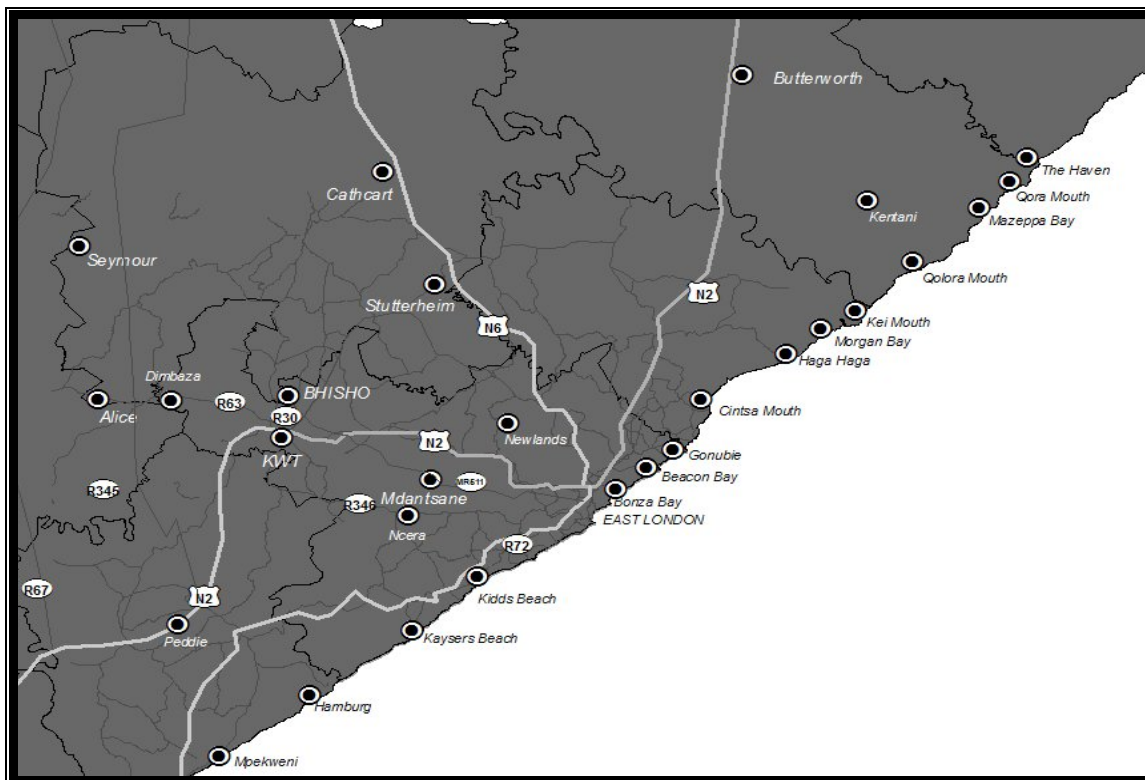 Butterworth
The Haven
Cathcart
Qora Mouth
Kentani
Mazeppa Bay
Seymour
Qolora Mouth
Stutterheim
N2
N6
Kei Mouth
Morgan Bay
Haga Haga
Dimbaza
BHISHO
R63
Alice
Cintsa Mouth
R30
KWT
N2
Newlands
Gonubie
Beacon Bay
Mdantsane
MR511
R345
Bonza Bay
R346
EAST LONDON
Ncera
R72
R67
N2
Kidds Beach
Peddie
Kaysers Beach
Hamburg
Mpekweni